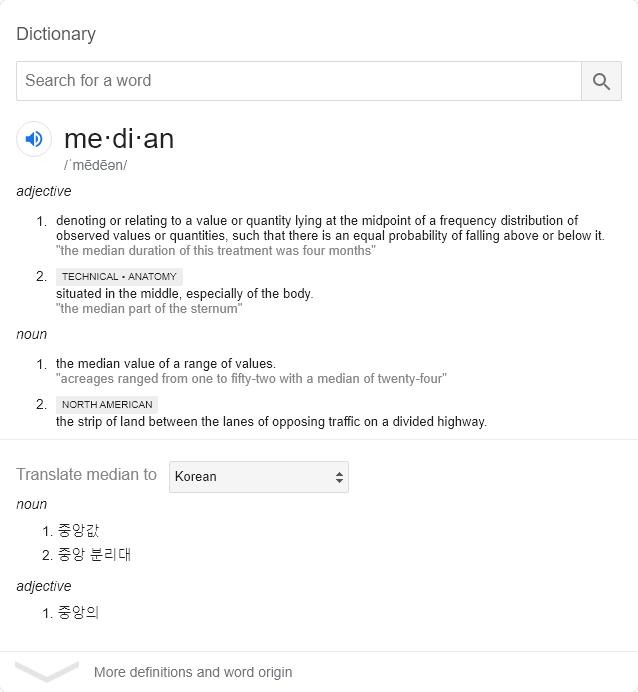 Dictionary
Search for a word
me·di·an
/ˈmēdēən/
adjective
1. denoting or relating to a value or quantity lying at the midpoint of a frequency distribution of
observed values or quantities, such that there is an equal probability of falling above or below it.
"the median duration of this treatment was four months"
2. TECHNICAL • ANATOMY
situated in the middle, especially of the body.
"the median part of the sternum"
noun
1. the median value of a range of values.
"acreages ranged from one to fifty-two with a median of twenty-four"
2. NORTH AMERICAN
the strip of land between the lanes of opposing traffic on a divided highway.
Translate median to Korean
noun
1. 중앙값
2. 중앙 분리대
adjective
1. 중앙의
More definitions and word origin